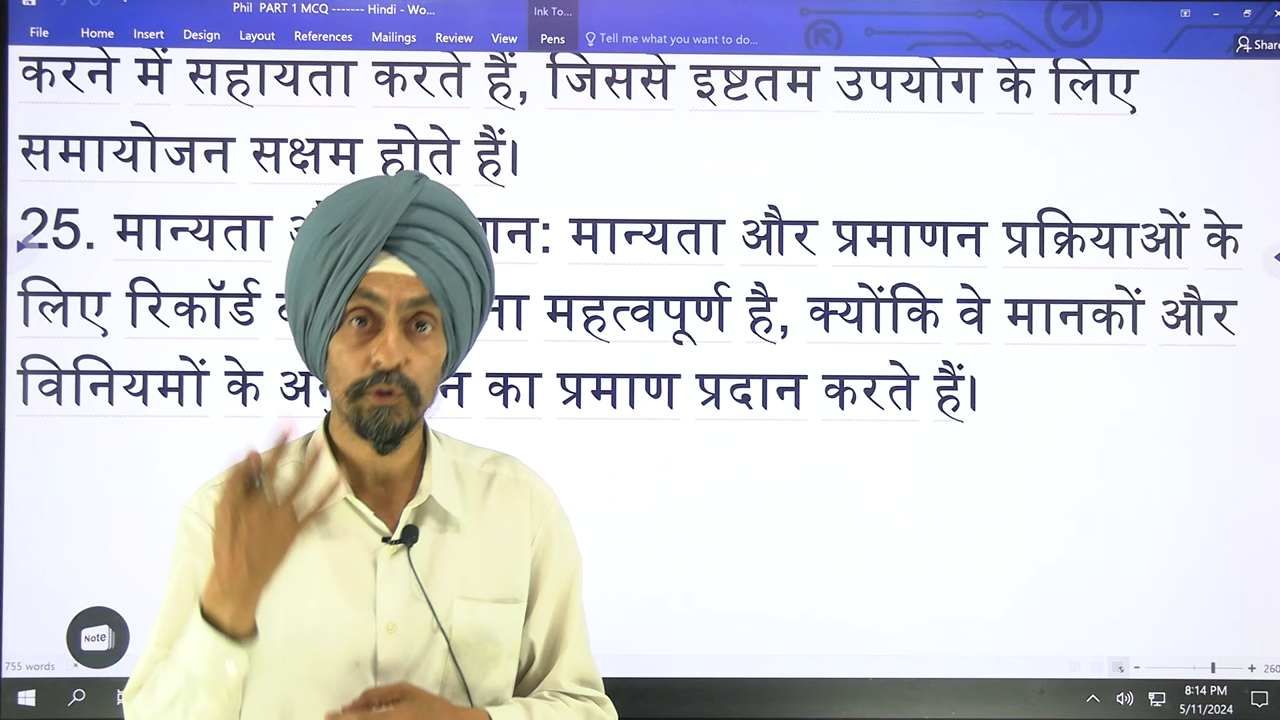 Phil PART 1 MCQ ------- Hindi - Wo...
Ink To...
File Home Insert Design Layout References Mailings Review View Pens Tell me what you want to do... Share
करने में सहायता करते हैं, जिससे इष्टतम उपयोग के लिए
समायोजन सक्षम होते हैं।
25. मान्यता मान्यता और प्रमाणन प्रक्रियाओं के
लिए रिकॉर्ड महत्वपूर्ण है, क्योंकि वे मानकों और
विनियमों के का प्रमाण प्रदान करते हैं।
Note
755 words
260
8:14 PM
5/11/2024